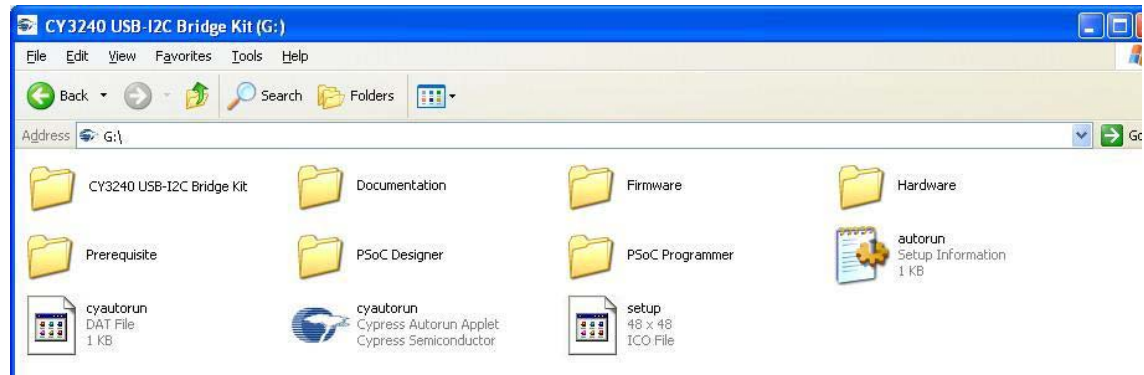 CY3240 USB-I2C Bridge Kit (G:)
File Edit View Favorites Tools Help
Back Search Folders
Address G:\ Go
CY3240 USB-I2C Bridge Kit
Documentation
Firmware
Hardware
Prerequisite
PSoC Designer
PSoC Programmer
autorun
Setup Information
1 KB
cyautorun
DAT File
1 KB
cyautorun
Cypress Autorun Applet
Cypress Semiconductor
setup
48 x 48
ICO File